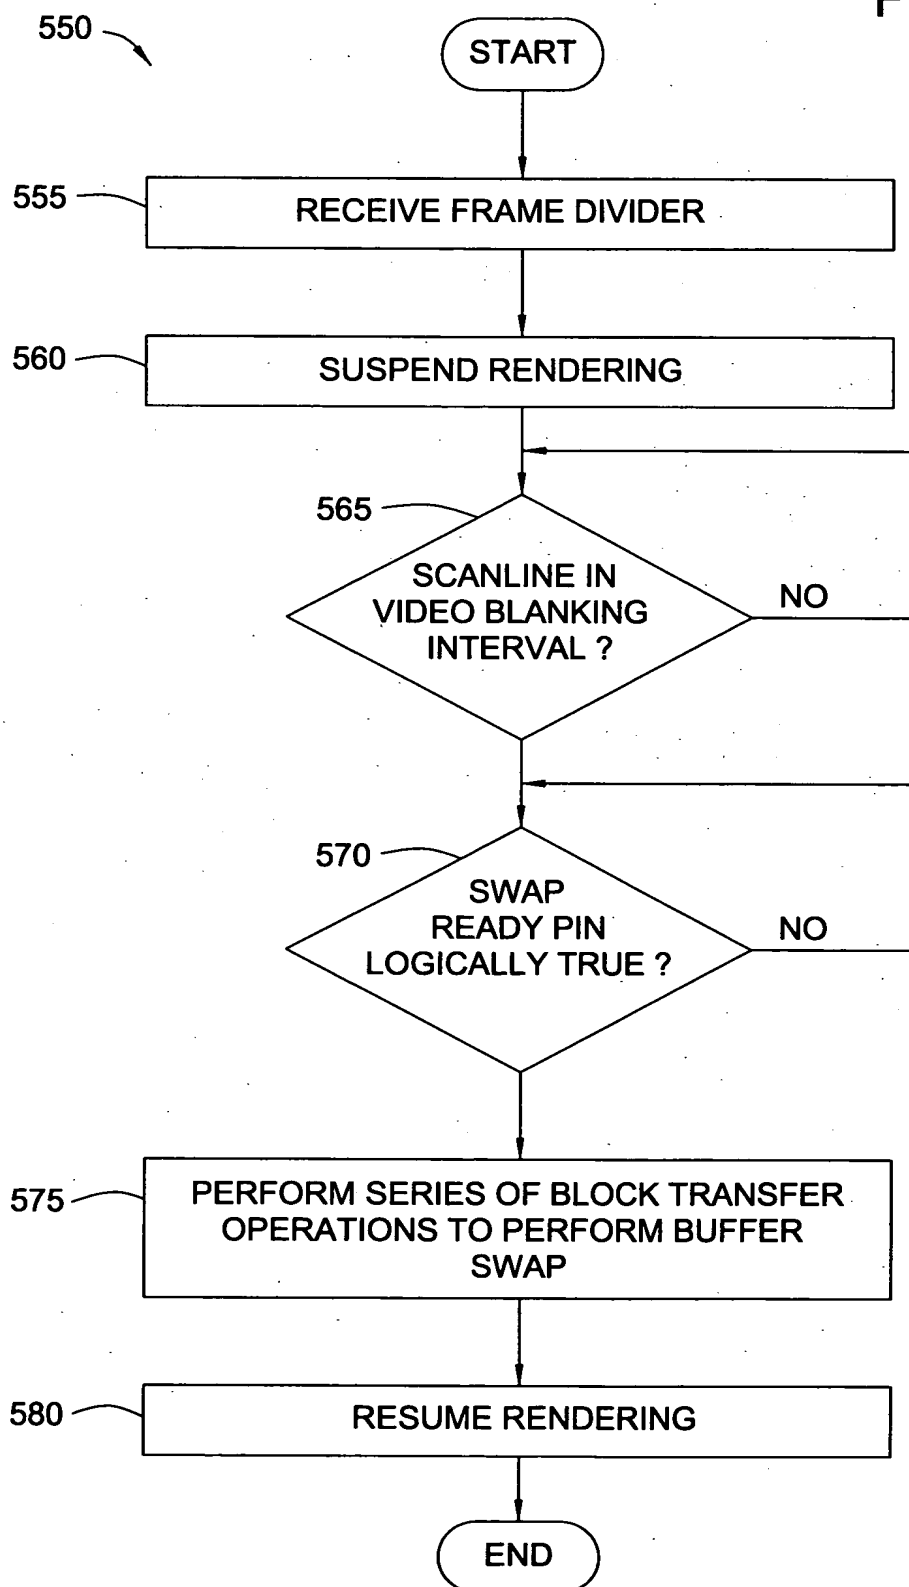 550
START
555
RECEIVE FRAME DIVIDER
560
SUSPEND RENDERING
565
SCANLINE IN
VIDEO BLANKING
INTERVAL ?
NO
570
SWAP
READY PIN
LOGICALLY TRUE ?
NO
575
PERFORM SERIES OF BLOCK TRANSFER
OPERATIONS TO PERFORM BUFFER
SWAP
580
RESUME RENDERING
END